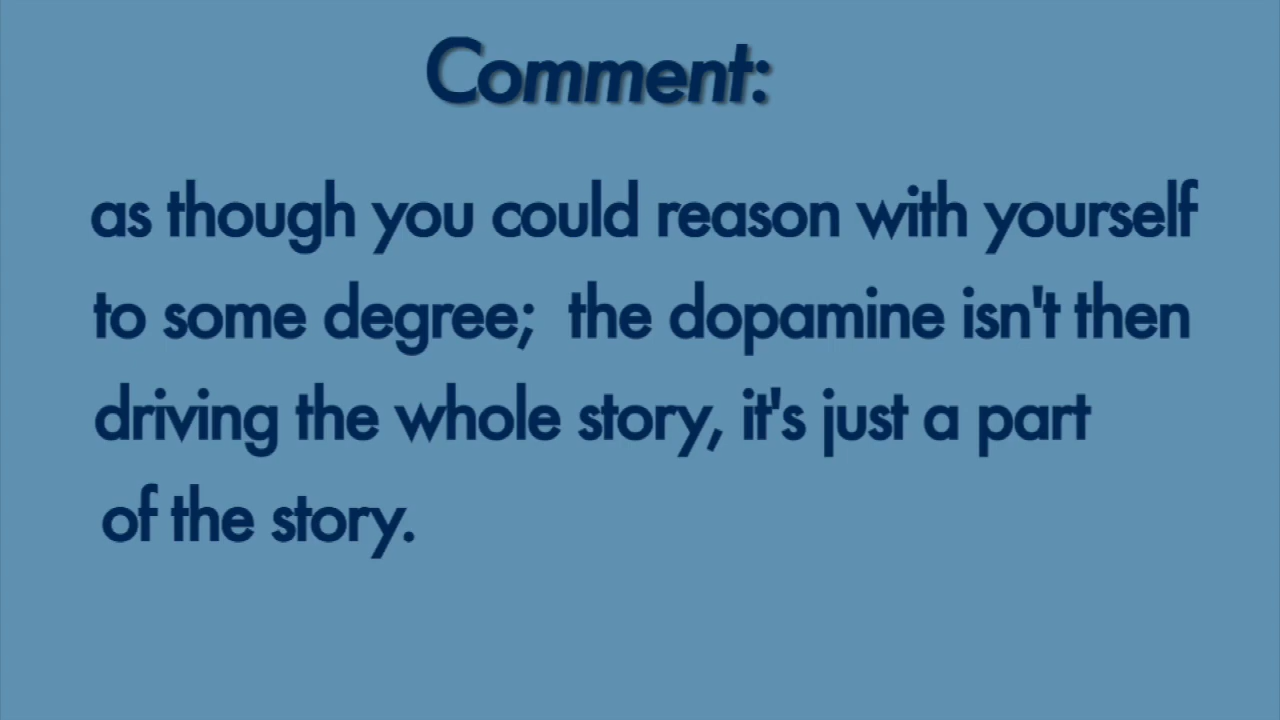 Comment:
as though you could reason with yourself
to some degree;  the dopamine isn't then
driving the whole story, it's just a part
of the story.